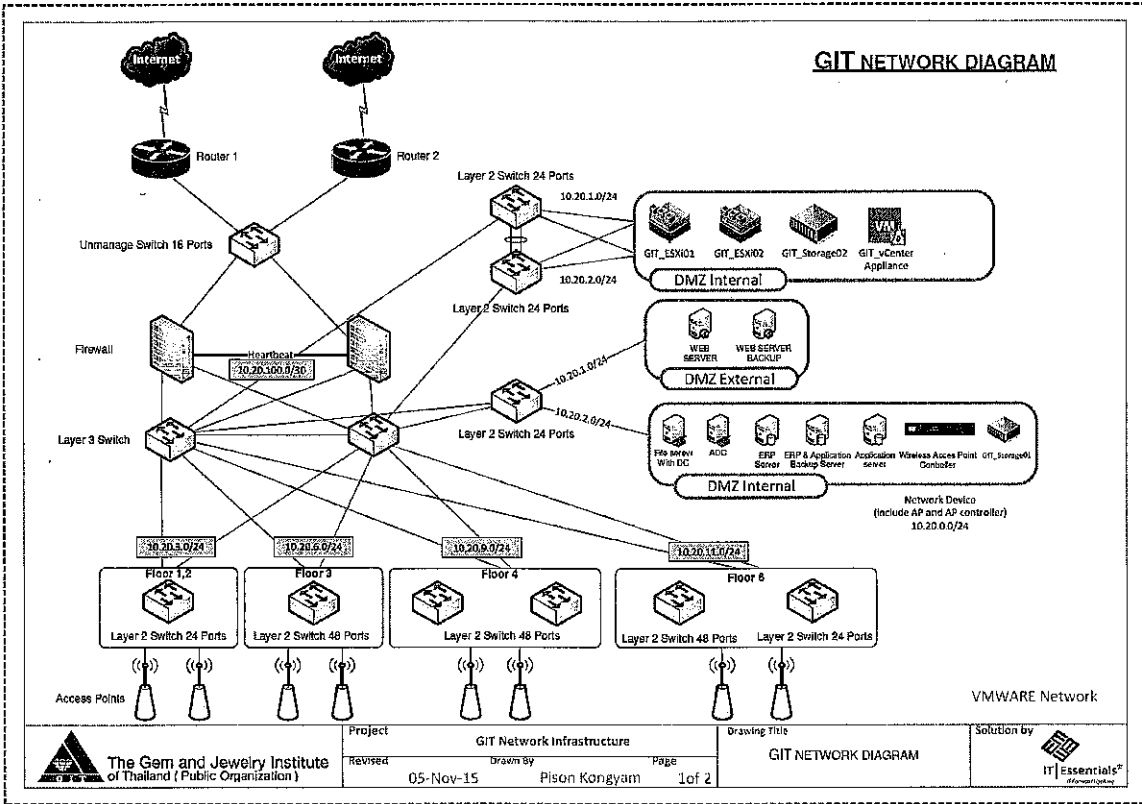 GIT NETWORK DIAGRAM
Internet
Internet
Router 1
Router 2
Unmanage Switch 16 Ports
Layer 2 Switch 24 Ports
10.20.1.0/24
10.20.2.0/24
Layer 2 Switch 24 Ports
GIT_ESXi01
GIT_ESXi02
GIT_Storage02
GIT_vCenter
Appliance
DMZ Internal
Firewall
Heartbeat
10.20.100.0/30
WEB
SERVER
WEB SERVER
BACKUP
DMZ External
10.20.1.0/24
10.20.2.0/24
Layer 3 Switch
Layer 2 Switch 24 Ports
File server
With DC
ADC
ERP
Server
ERP & Application
Backup Server
Application
server
Wireless Acces Point
Controller
GIT_Storage01
DMZ Internal
Network Device
(include AP and AP controller)
10.20.0.0/24
10.20.3.0/24
10.20.6.0/24
10.20.9.0/24
10.20.11.0/24
Floor 1,2
Floor 3
Floor 4
Floor 6
Layer 2 Switch 24 Ports
Layer 2 Switch 48 Ports
Layer 2 Switch 48 Ports
Layer 2 Switch 48 Ports
Layer 2 Switch 24 Ports
Access Points
VMWARE Network
The Gem and Jewelry Institute
of Thailand ( Public Organization )
Project
GIT Network Infrastructure
Revised
Drawn By
Page
05-Nov-15
Pison Kongyam
1of 2
Drawing Title
GIT NETWORK DIAGRAM
Solution by
IT Essentials